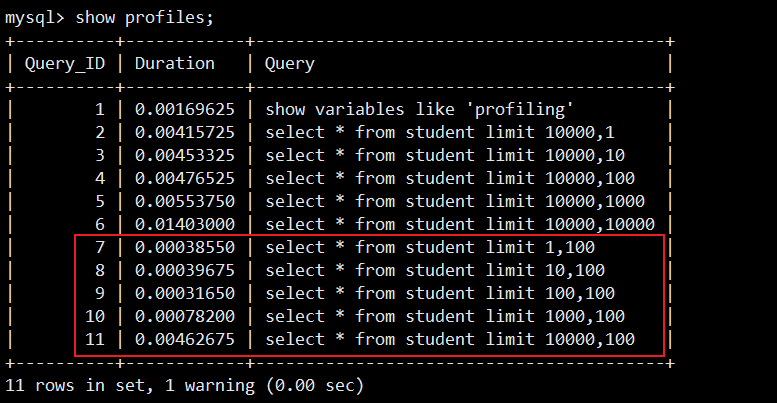 mysql> show profiles;
+----------+------------+---------------------------------------+
| Query_ID | Duration   | Query                                 |
+----------+------------+---------------------------------------+
|        1 | 0.00169625 | show variables like 'profiling'       |
|        2 | 0.00415725 | select * from student limit 10000,1   |
|        3 | 0.00453325 | select * from student limit 10000,10  |
|        4 | 0.00476525 | select * from student limit 10000,100 |
|        5 | 0.00553750 | select * from student limit 10000,1000 |
|        6 | 0.01403000 | select * from student limit 10000,10000 |
|        7 | 0.00038550 | select * from student limit 1,100     |
|        8 | 0.00039675 | select * from student limit 10,100    |
|        9 | 0.00031650 | select * from student limit 100,100   |
|       10 | 0.00078200 | select * from student limit 1000,100  |
|       11 | 0.00462675 | select * from student limit 10000,100 |
+----------+------------+---------------------------------------+
11 rows in set, 1 warning (0.00 sec)